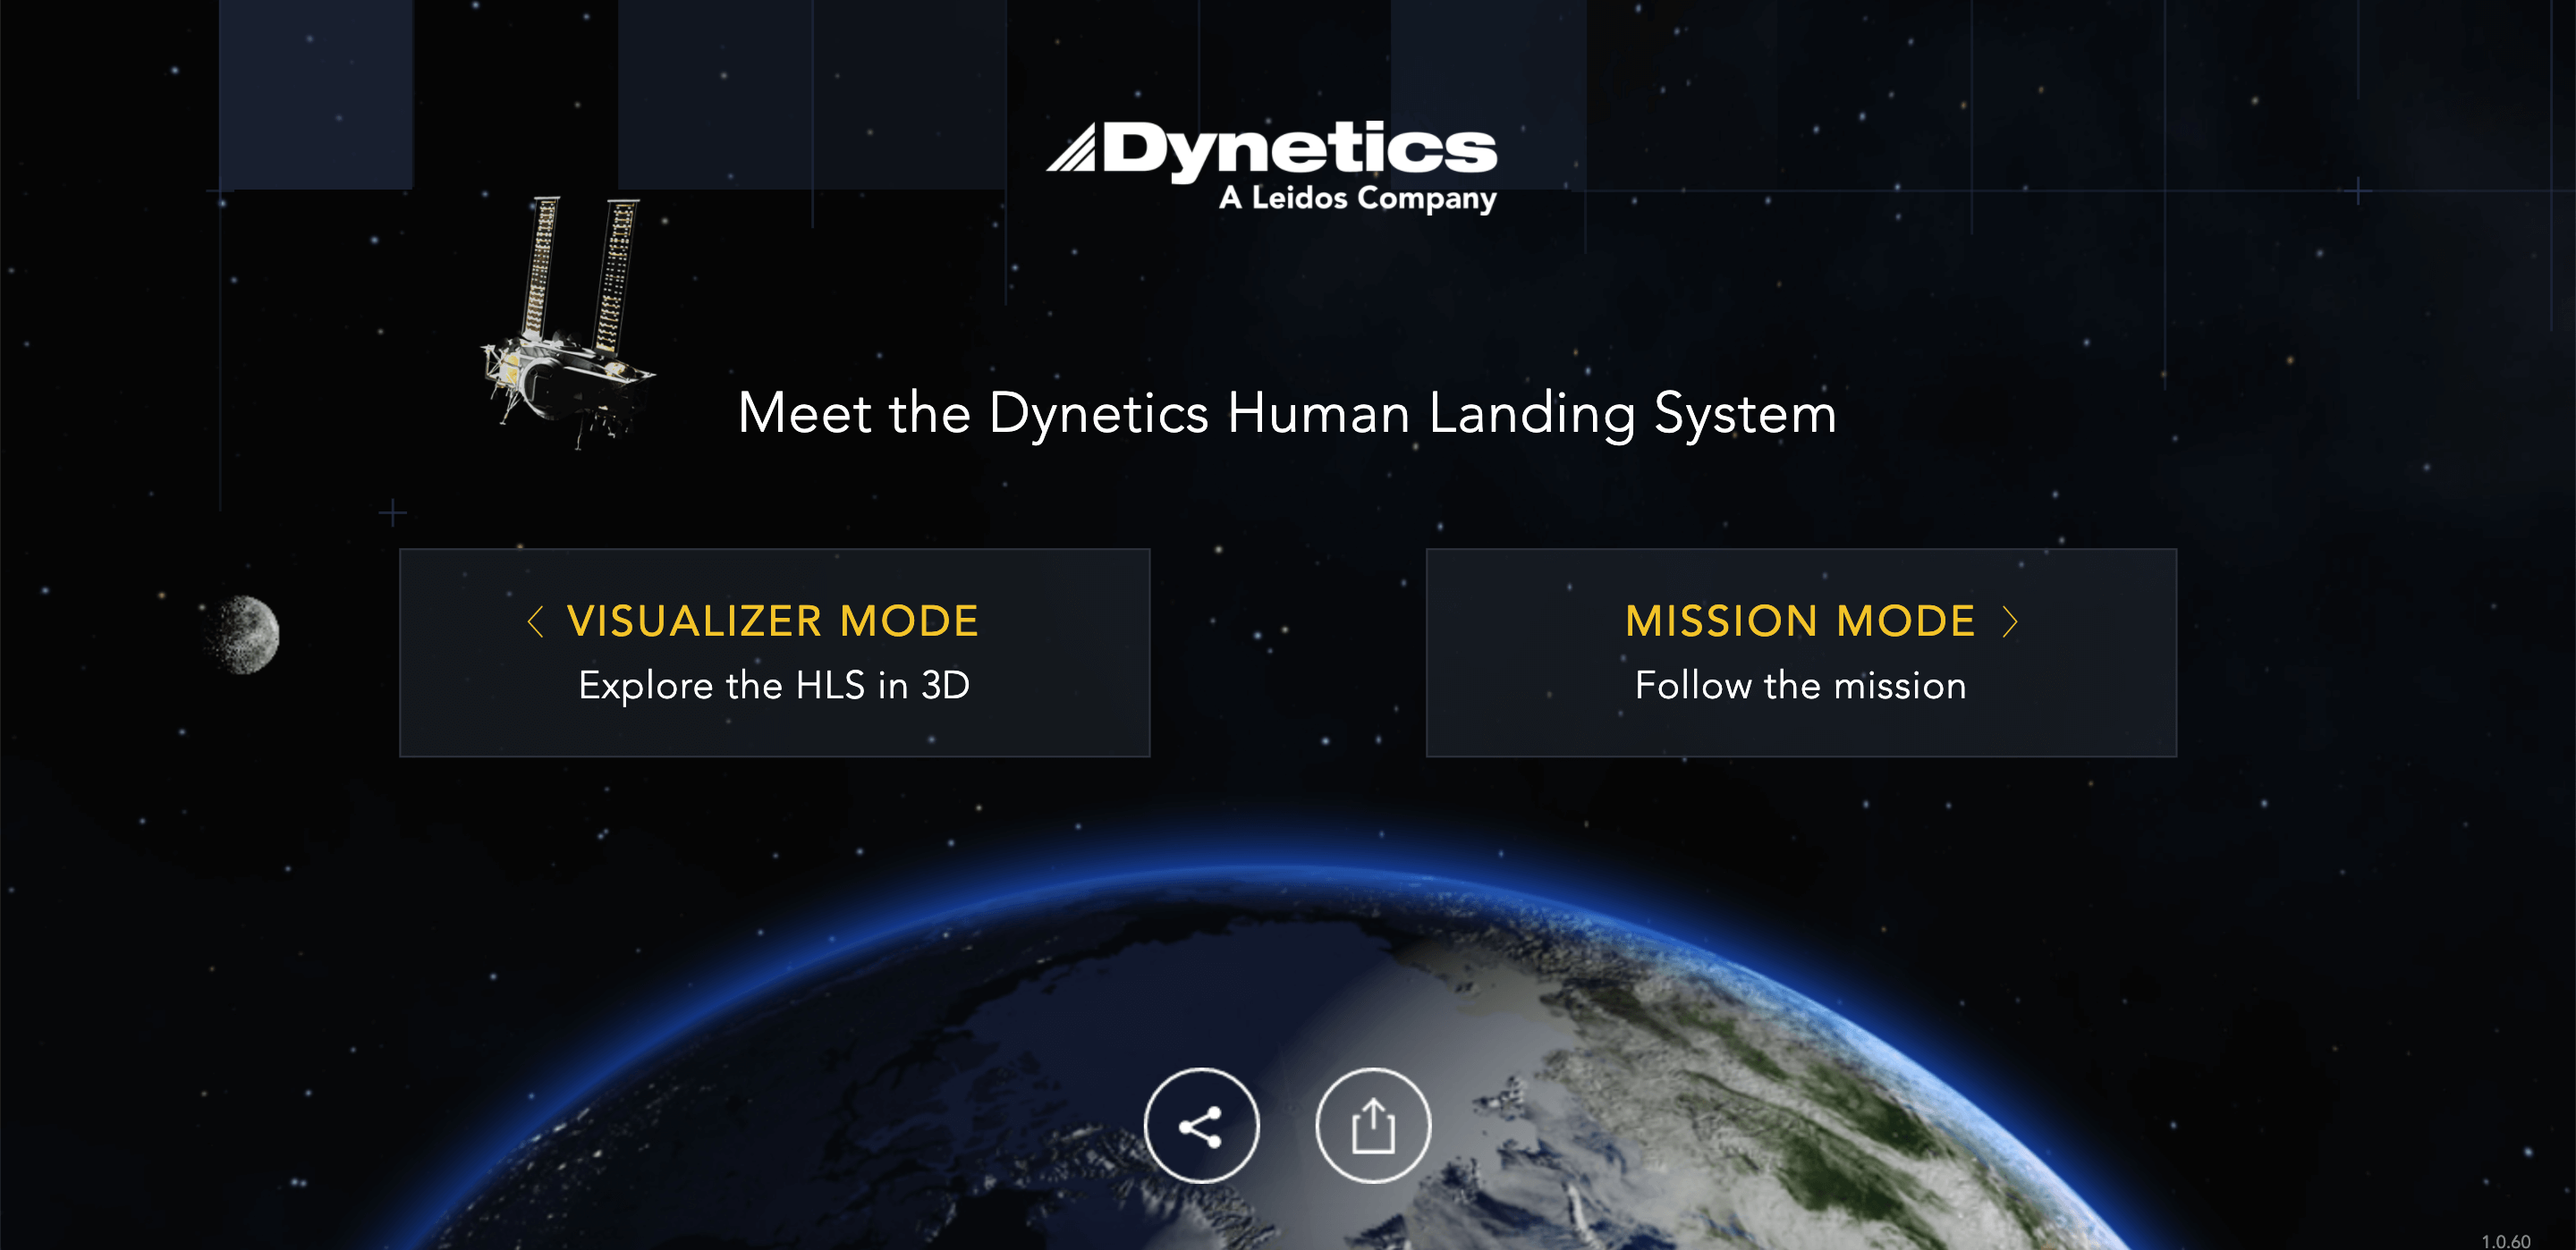 Dynetics
A Leidos Company
Meet the Dynetics Human Landing System
VISUALIZER MODE
Explore the HLS in 3D
MISSION MODE
Follow the mission
1.0.60